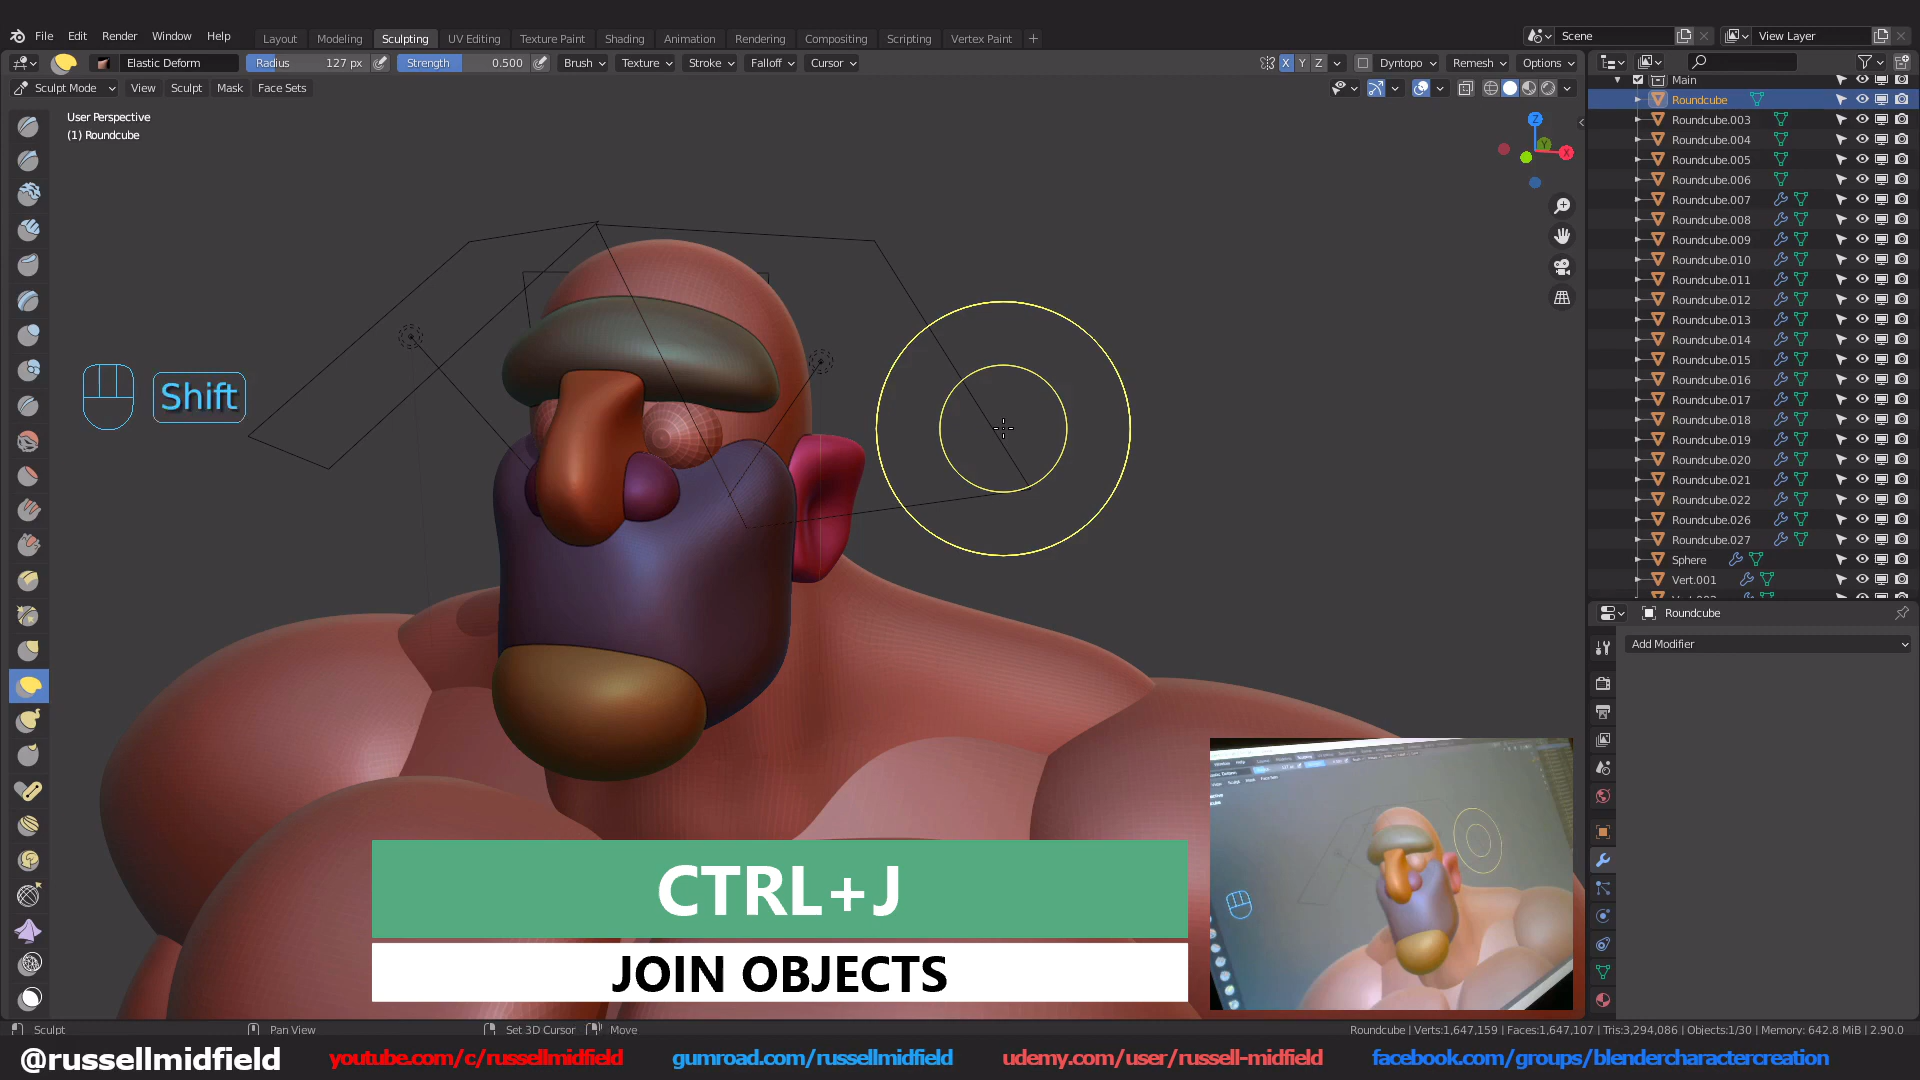 File Edit Render Window Help
Layout Modeling Sculpting UV Editing Texture Paint Shading Animation Rendering Compositing Scripting Vertex Paint +
Scene View Layer
Elastic Deform Radius 127 px Strength 0.500 Brush Texture Stroke Falloff Cursor
X Y Z Dyntopo Remesh Options
Sculpt Mode View Sculpt Mask Face Sets
User Perspective
(1) Roundcube
Z
Y
X
Main
Roundcube
Roundcube.003
Roundcube.004
Roundcube.005
Roundcube.006
Roundcube.007
Roundcube.008
Roundcube.009
Roundcube.010
Roundcube.011
Roundcube.012
Roundcube.013
Roundcube.014
Roundcube.015
Roundcube.016
Roundcube.017
Roundcube.018
Roundcube.019
Roundcube.020
Roundcube.021
Roundcube.022
Roundcube.026
Roundcube.027
Sphere
Vert.001
Roundcube
Add Modifier
Shift
CTRL+J
JOIN OBJECTS
Sculpt Pan View Set 3D Cursor Move
Roundcube | Verts:1,647,159 | Faces:1,647,107 | Tris:3,294,086 | Objects:1/30 | Memory: 642.8 MiB | 2.90.0
@russellmidfield youtube.com/c/russellmidfield gumroad.com/russellmidfield udemy.com/user/russell-midfield facebook.com/groups/blendercharactercreation